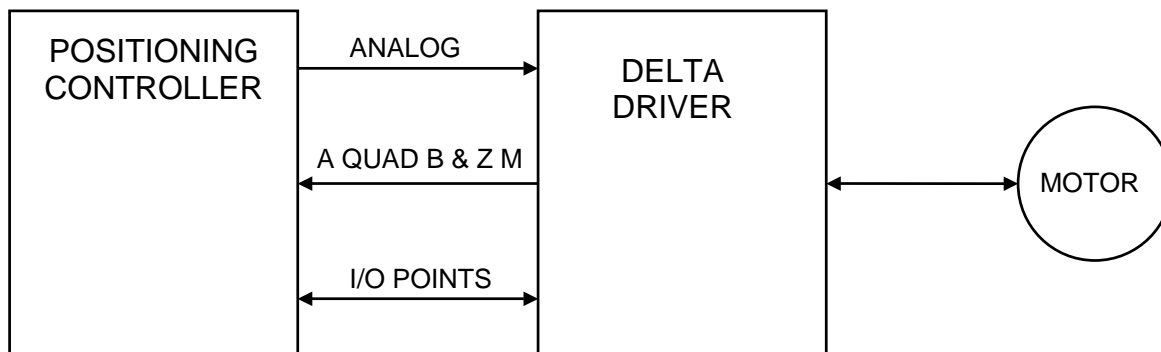 POSITIONING
CONTROLLER
ANALOG
A QUAD B & Z M
I/O POINTS
DELTA
DRIVER
MOTOR